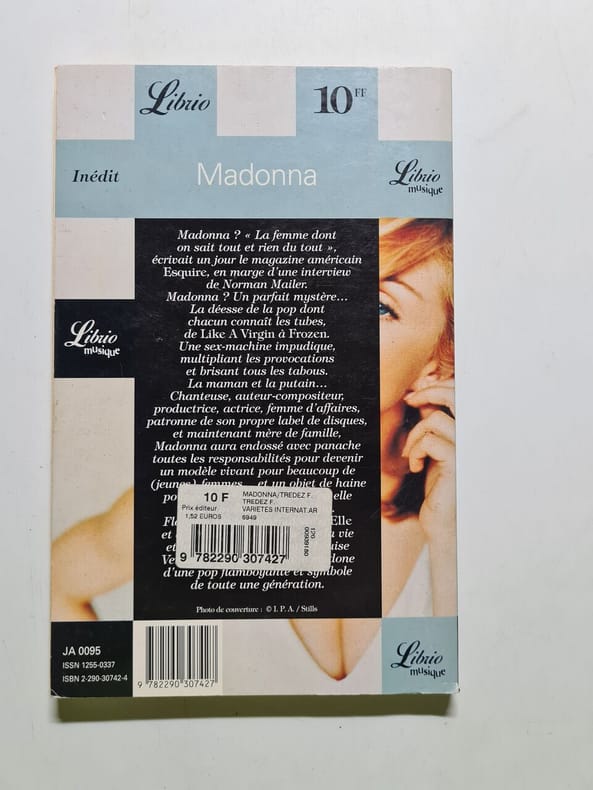 Librio
10 FF
Inédit
Madonna
Librio
musique
Madonna ? « La femme dont
on sait tout et rien du tout »,
écrivait un jour le magazine américain
Esquire, en marge d'une interview
de Norman Mailer.
Madonna ? Un parfait mystère...
La déesse de la pop dont
chacun connaît les tubes,
de Like A Virgin à Frozen.
Une sex-machine impudique,
multipliant les provocations
et brisant tous les tabous.
La maman et la putain...
Chanteuse, auteur-compositeur,
productrice, actrice, femme d'affaires,
patronne de son propre label de disques,
et maintenant mère de famille,
Madonna aura endossé avec panache
toutes les responsabilités pour devenir
un modèle vivant pour beaucoup de
(jeunes) femmes... et un objet de haine
elle
Elle
et
vie
et
Ve
d'une pop flamboyante et symbole
de toute une génération.
Librio
musique
10 F
Prix éditeur
1,52 EUROS
MADONNA/TREDEZ F.
TREDEZ F.
VARIETES INTERNAT AR
6949
9 782290 307427
Photo de couverture : © I. P. A. / Stills
JA 0095
ISSN 1255-0337
ISBN 2-290-30742-4
9 782290 307427
Librio
musique